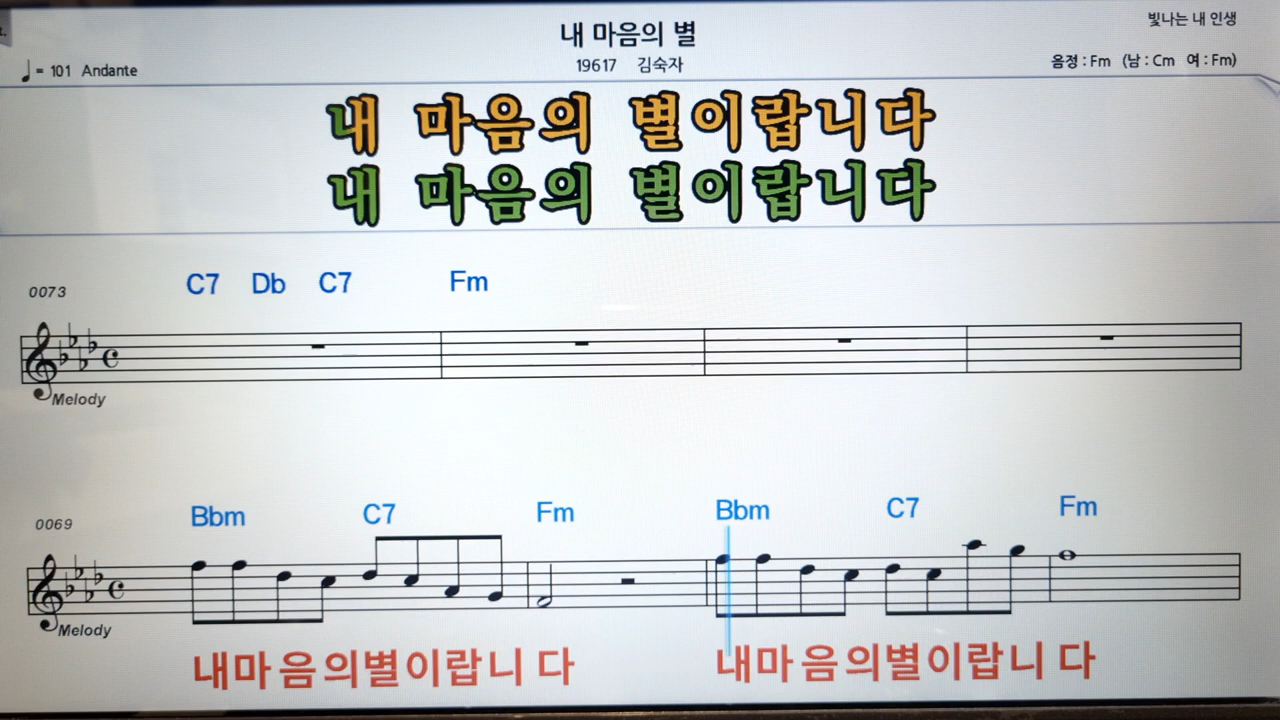 빛나는 내 인생
내 마음의 별
♩= 101 Andante
19617 김숙자
음정 : Fm (남 : Cm 여 : Fm)
내 마음의 별이랍니다
내 마음의 별이랍니다
C7 Db C7 Fm
0073
Melody
Bbm C7 Fm Bbm C7 Fm
0069
Melody
내마음의별이랍니다 내마음의별이랍니다